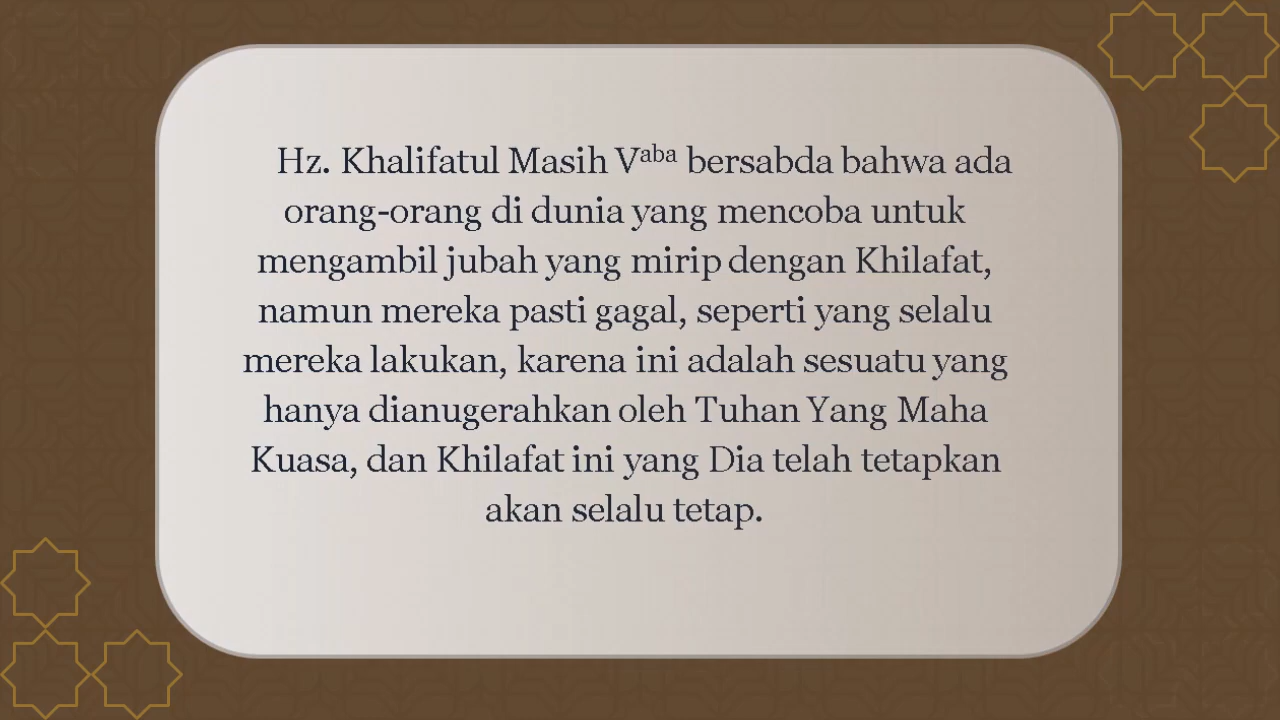 Hz. Khalifatul Masih Vaba bersabda bahwa ada
orang-orang di dunia yang mencoba untuk
mengambil jubah yang mirip dengan Khilafat,
namun mereka pasti gagal, seperti yang selalu
mereka lakukan, karena ini adalah sesuatu yang
hanya dianugerahkan oleh Tuhan Yang Maha
Kuasa, dan Khilafat ini yang Dia telah tetapkan
akan selalu tetap.